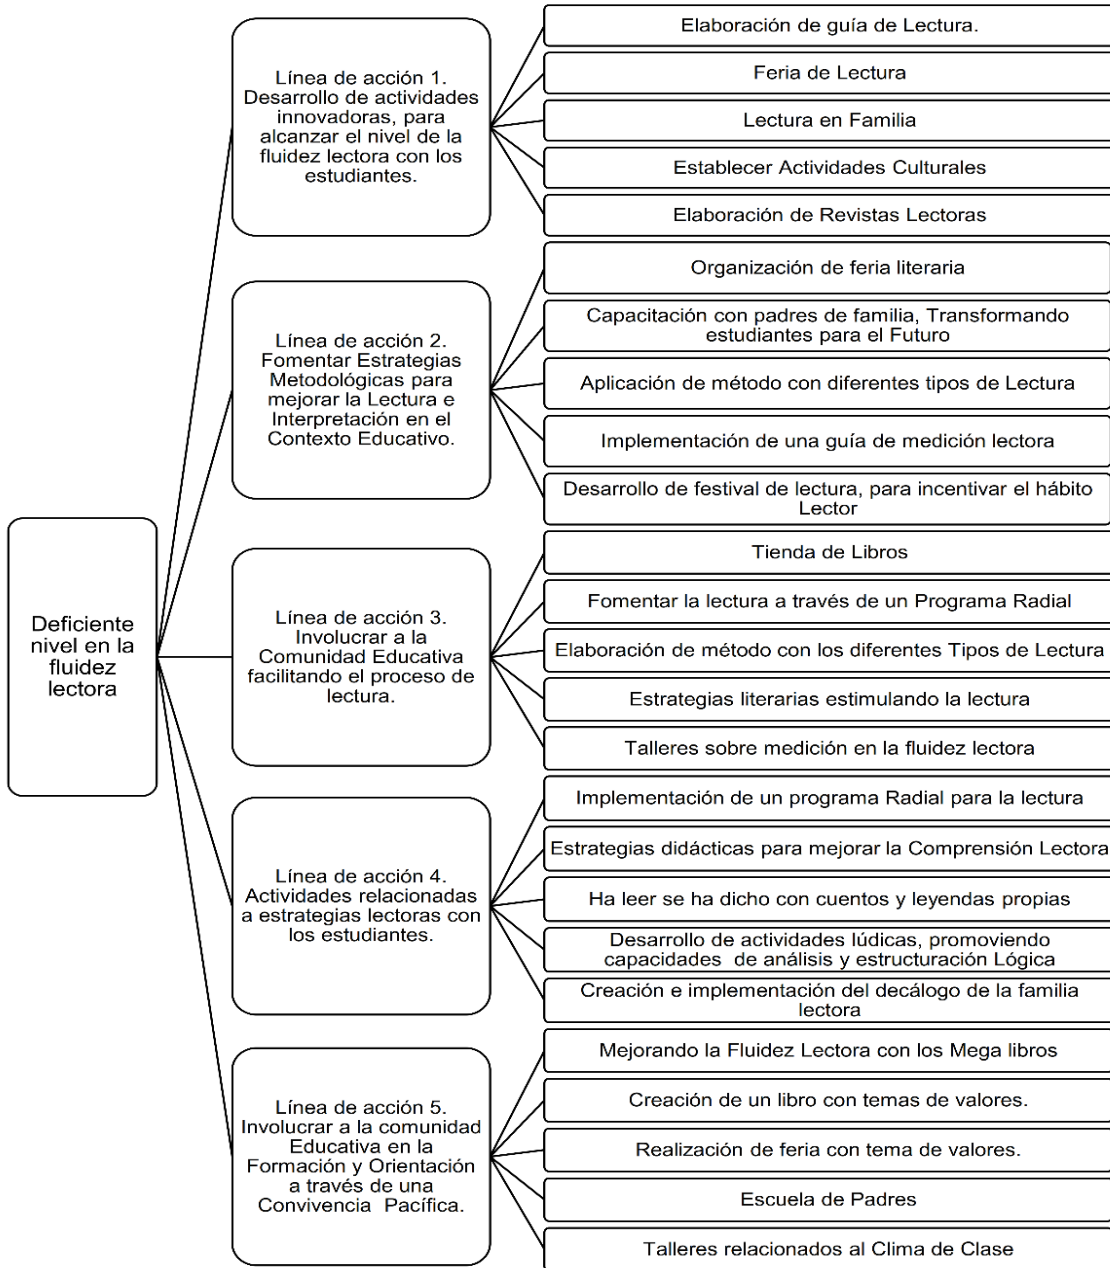 Deficiente
nivel en la
fluidez
lectora
Línea de acción 1.
Desarrollo de actividades
innovadoras, para
alcanzar el nivel de la
fluidez lectora con los
estudiantes.
Elaboración de guía de Lectura.
Feria de Lectura
Lectura en Familia
Establecer Actividades Culturales
Elaboración de Revistas Lectoras
Línea de acción 2.
Fomentar Estrategias
Metodológicas para
mejorar la Lectura e
Interpretación en el
Contexto Educativo.
Organización de feria literaria
Capacitación con padres de familia, Transformando
estudiantes para el Futuro
Aplicación de método con diferentes tipos de Lectura
Implementación de una guía de medición lectora
Desarrollo de festival de lectura, para incentivar el hábito
Lector
Línea de acción 3.
Involucrar a la
Comunidad Educativa
facilitando el proceso de
lectura.
Tienda de Libros
Fomentar la lectura a través de un Programa Radial
Elaboración de método con los diferentes Tipos de Lectura
Estrategias literarias estimulando la lectura
Talleres sobre medición en la fluidez lectora
Línea de acción 4.
Actividades relacionadas
a estrategias lectoras con
los estudiantes.
Implementación de un programa Radial para la lectura
Estrategias didácticas para mejorar la Comprensión Lectora
Ha leer se ha dicho con cuentos y leyendas propias
Desarrollo de actividades lúdicas, promoviendo
capacidades de análisis y estructuración Lógica
Creación e implementación del decálogo de la familia
lectora
Línea de acción 5.
Involucrar a la comunidad
Educativa en la
Formación y Orientación
a través de una
Convivencia Pacífica.
Mejorando la Fluidez Lectora con los Mega libros
Creación de un libro con temas de valores.
Realización de feria con tema de valores.
Escuela de Padres
Talleres relacionados al Clima de Clase